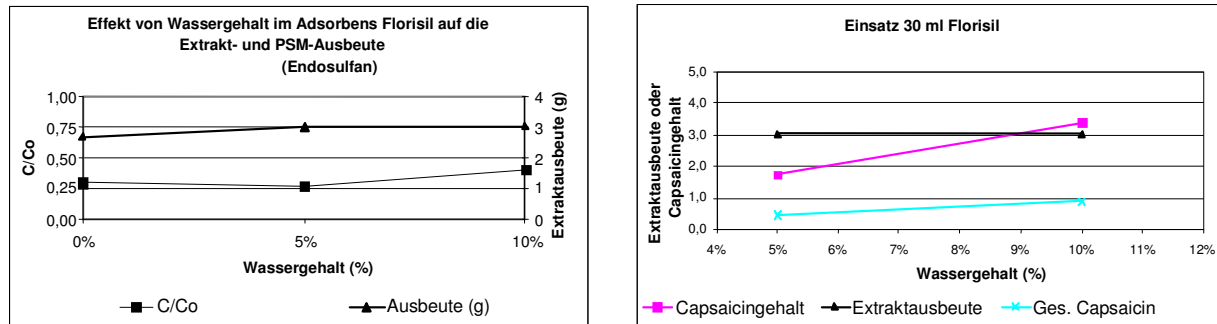 Effekt von Wassergehalt im Adsorbens Florisil auf die
Extrakt- und PSM-Ausbeute
(Endosulfan)
C/Co
1,00
0,75
0,50
0,25
0,00
4
3
2
1
0
Extraktausbeute (g)
0%
5%
10%
Wassergehalt (%)
C/Co
Ausbeute (g)
Einsatz 30 ml Florisil
Extraktausbeute oder
Capsaicingehalt
5,0
4,0
3,0
2,0
1,0
0,0
4%
5%
6%
7%
8%
9%
10%
11%
12%
Wassergehalt (%)
Capsaicingehalt
Extraktausbeute
Ges. Capsaicin